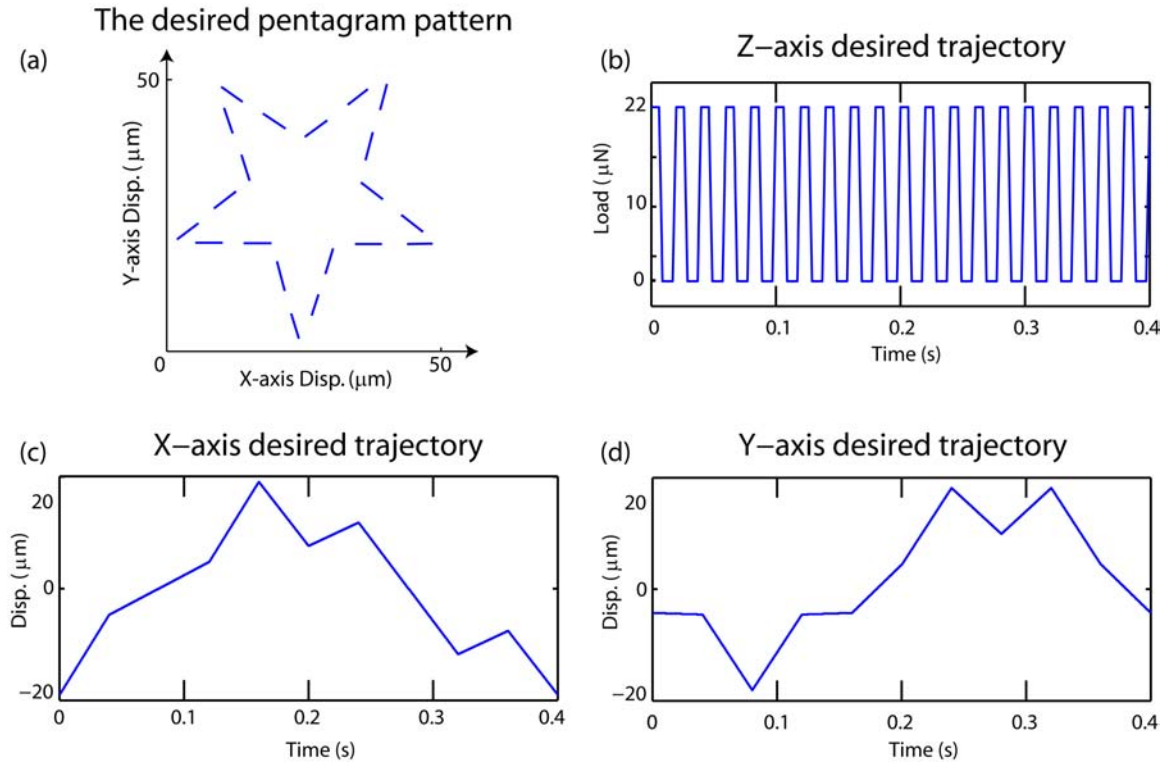 The desired pentagram pattern
(a)
50
Y-axis Disp. (μm)
0
50
X-axis Disp. (μm)
Z−axis desired trajectory
(b)
22
10
0
Load (μN)
0 0.1 0.2 0.3 0.4
Time (s)
X−axis desired trajectory
(c)
20
0
−20
Disp. (μm)
0 0.1 0.2 0.3 0.4
Time (s)
Y−axis desired trajectory
(d)
20
0
−20
Disp. (μm)
0 0.1 0.2 0.3 0.4
Time (s)